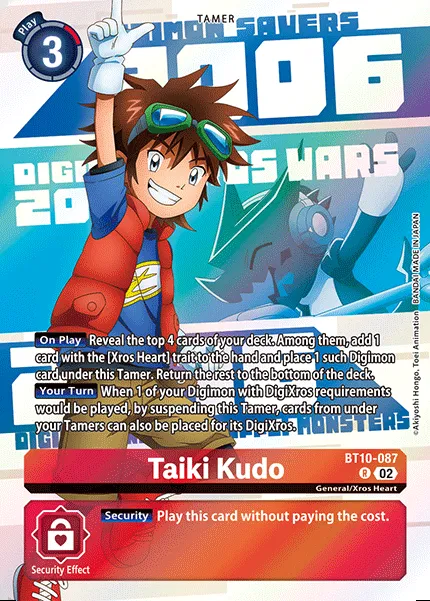 TAMER
Play
3
DIGIMON SAVERS
2006
WARS
On Play Reveal the top 4 cards of your deck. Among them, add 1
card with the [Xros Heart] trait to the hand and place 1 such Digimon
card under this Tamer. Return the rest to the bottom of the deck.
Your Turn When 1 of your Digimon with DigiXros requirements
would be played, by suspending this Tamer, cards from under
your Tamers can also be placed for its DigiXros.
©Akiyoshi Hongo, Toei Animation BANDAI MADE IN JAPAN
Taiki Kudo
BT10-087
R 02
General/Xros Heart
Security Play this card without paying the cost.
Security Effect